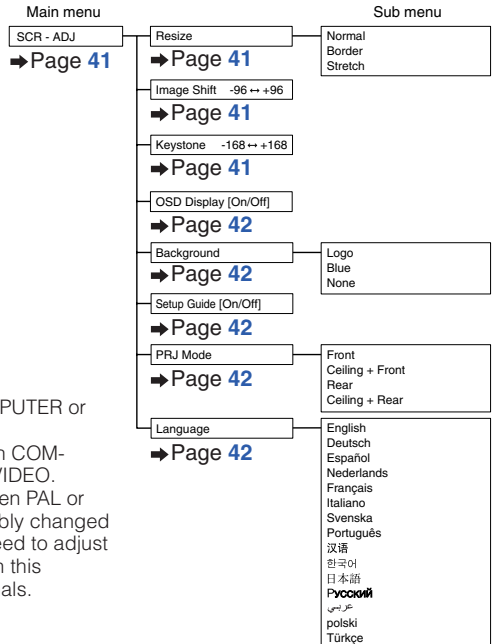 Main menu
Sub menu
SCR - ADJ
➔Page 41
Resize
➔Page 41
Normal
Border
Stretch
Image Shift -96 ↔ +96
➔Page 41
Keystone -168 ↔ +168
➔Page 41
OSD Display [On/Off]
➔Page 42
Background
➔Page 42
Logo
Blue
None
Setup Guide [On/Off]
➔Page 42
PRJ Mode
➔Page 42
Front
Ceiling + Front
Rear
Ceiling + Rear
Language
➔Page 42
English
Deutsch
Español
Nederlands
Français
Italiano
Svenska
Português
汉语
한국어
日本語
Русский
عربي
polski
Türkçe
PUTER or
n COM-
VIDEO.
en PAL or
bly changed
eed to adjust
n this
als.